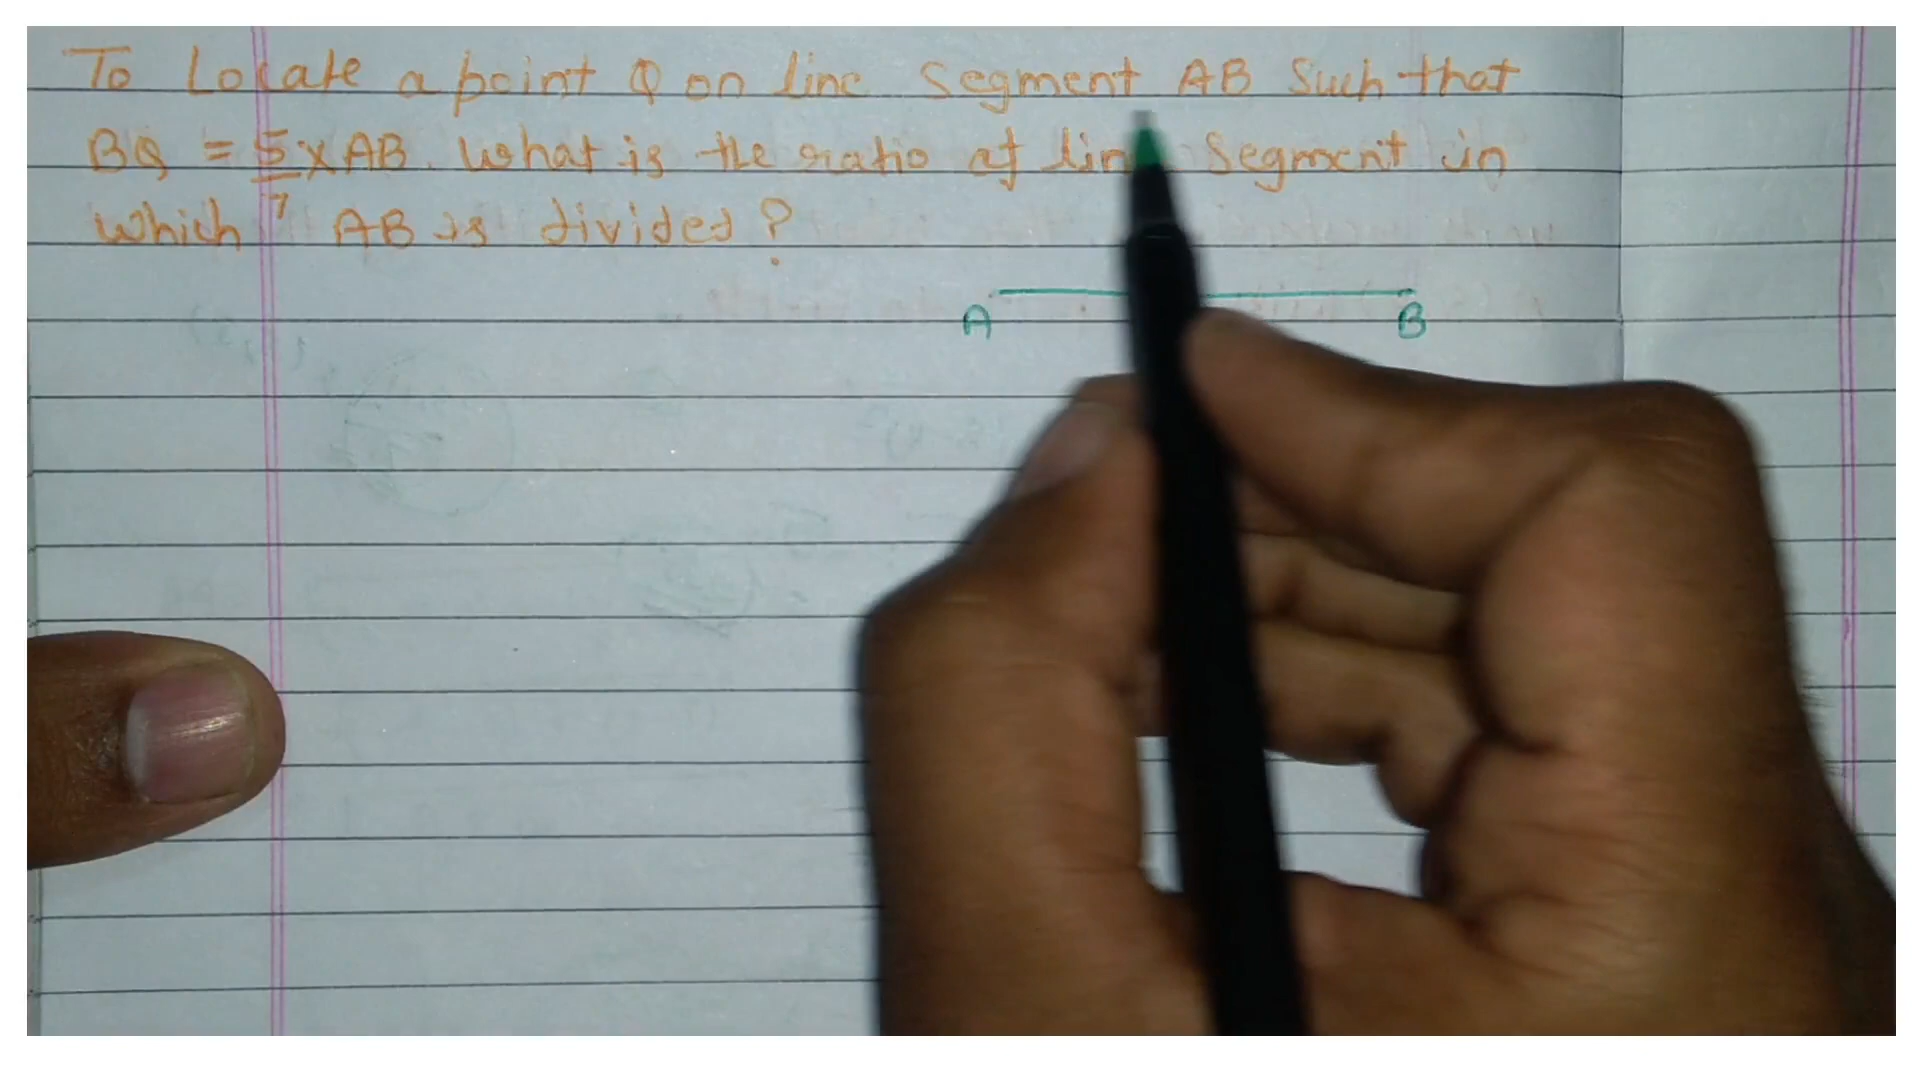 To Locate a point Q on line segment AB Such that
BQ = 5/7 x AB. What is the ratio of line segment in
which AB is divided?
A B